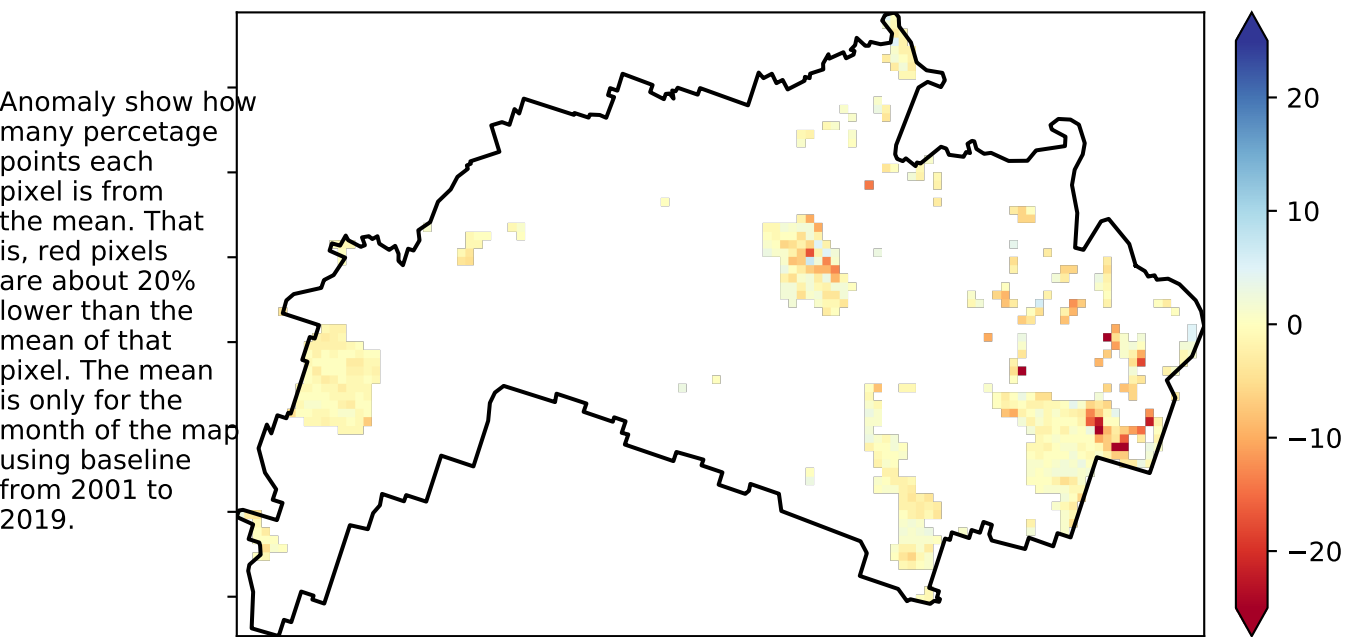 Anomaly show how
many percetage
points each
pixel is from
the mean. That
is, red pixels
are about 20%
lower than the
mean of that
pixel. The mean
is only for the
month of the map
using baseline
from 2001 to
2019.
20
10
0
−10
−20